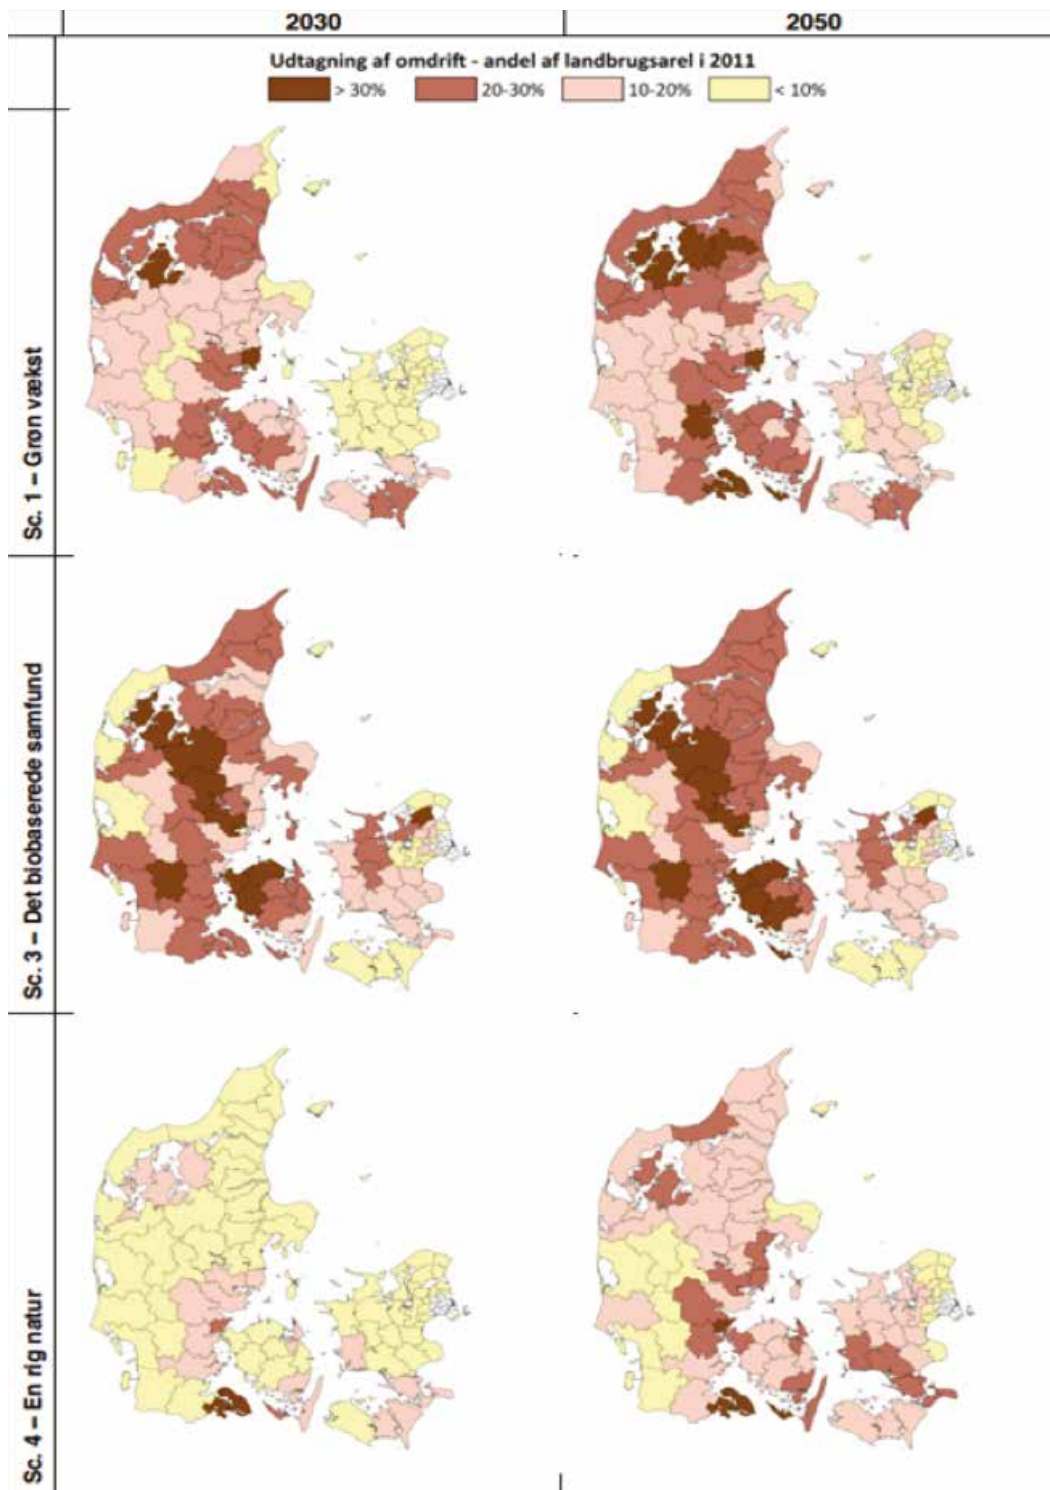 2030
2050
Udtagning af omdrift - andel af landbrugsarel i 2011
> 30%
20-30%
10-20%
< 10%
Sc. 1 – Grøn vækst
Sc. 3 – Det biobaserede samfund
Sc. 4 – En rig natur